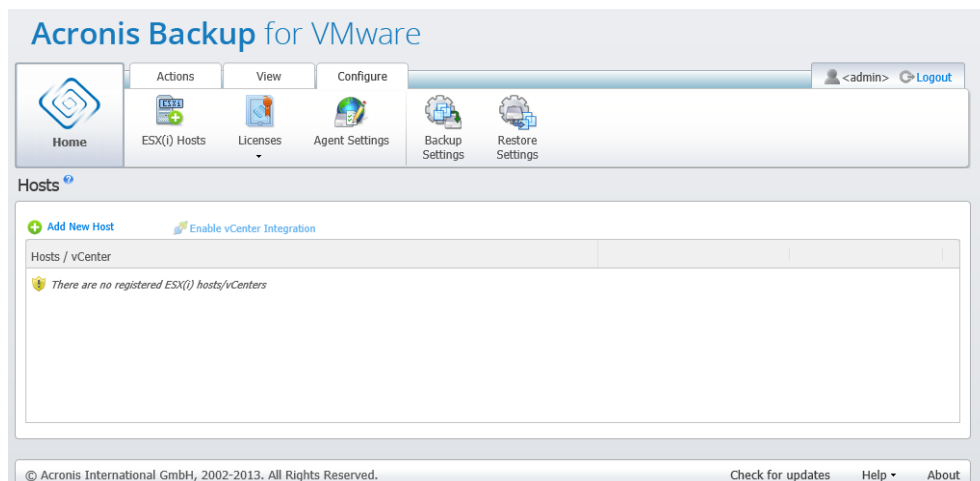 Acronis Backup for VMware
Actions View Configure
<admin> Logout
Home
ESX(i) Hosts
Licenses
Agent Settings
Backup Settings
Restore Settings
Hosts
Add New Host Enable vCenter Integration
Hosts / vCenter
There are no registered ESX(i) hosts/vCenters
© Acronis International GmbH, 2002-2013. All Rights Reserved. Check for updates Help About